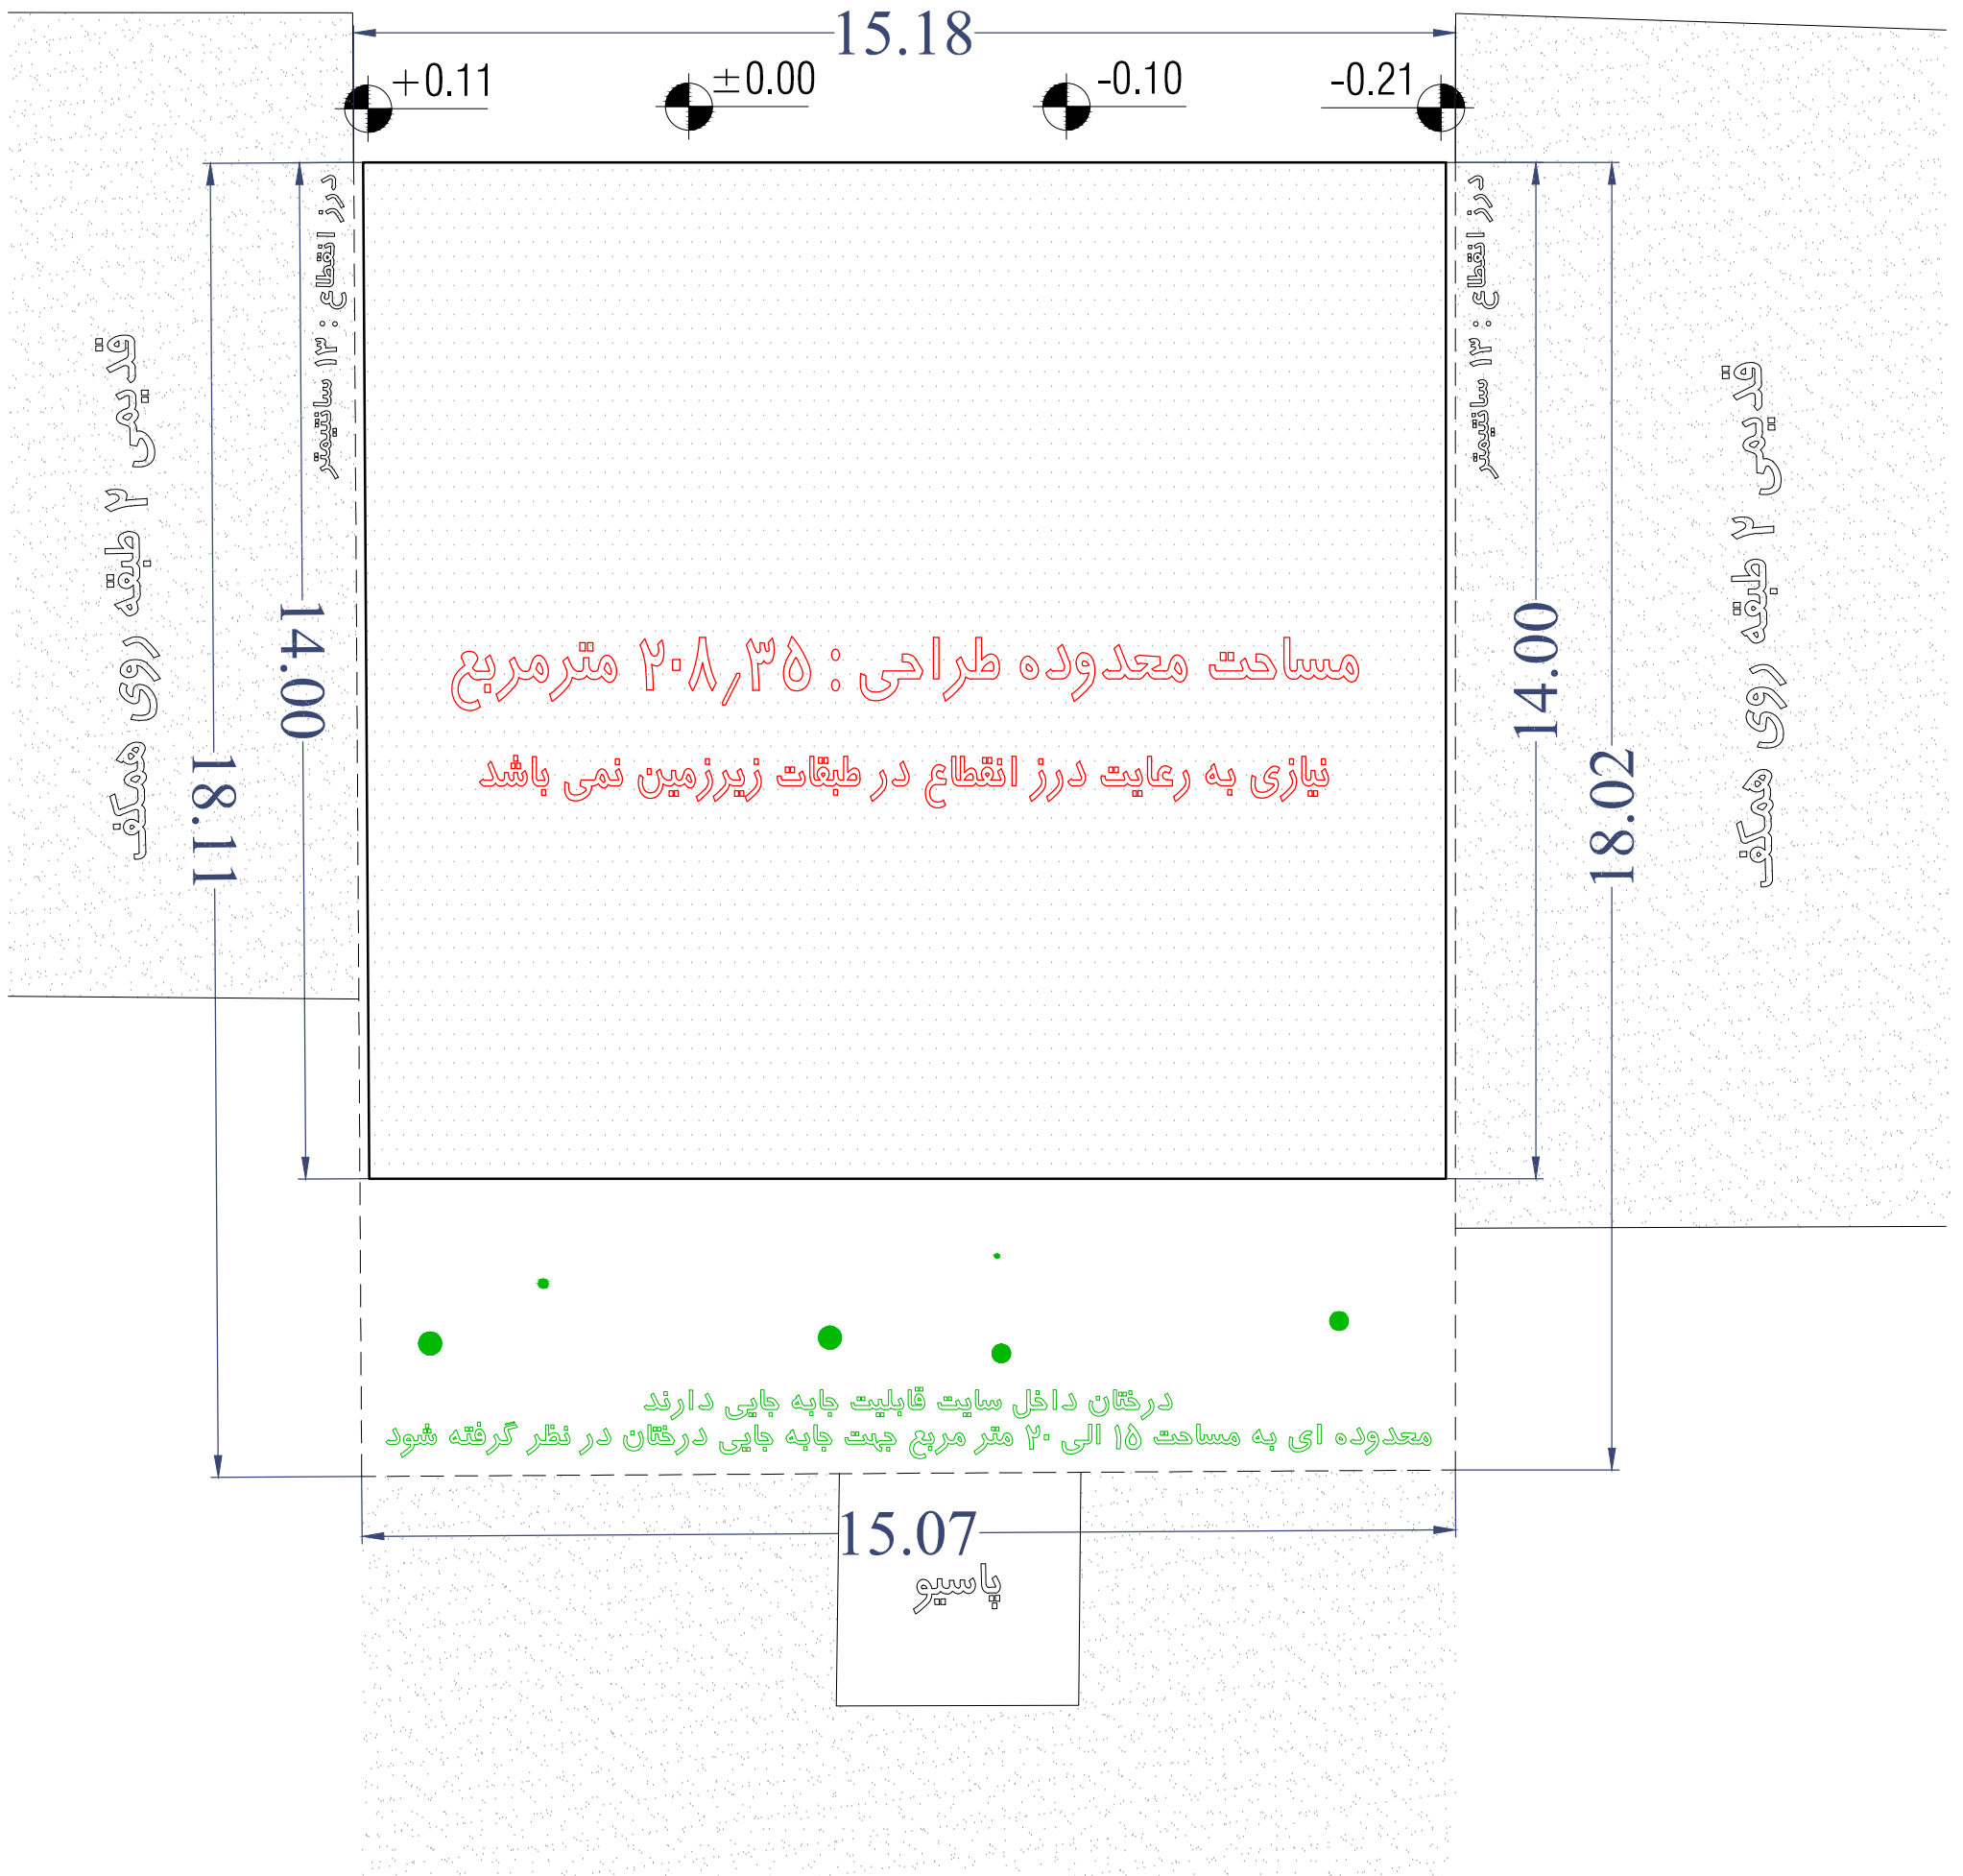 15.18
+0.11
±0.00
-0.10
-0.21
درز انقطاع : ۱۳ سانتیمتر
درز انقطاع : ۱۳ سانتیمتر
قدیمی ۲ طبقه روی همکف
قدیمی ۲ طبقه روی همکف
14.00
14.00
مساحت محدوده طراحی : ۲۰۸٫۳۵ مترمربع
نیازی به رعایت درز انقطاع در طبقات زیرزمین نمی باشد
18.11
18.02
درختان داخل سایت قابلیت جابه جایی دارند
محدوده ای به مساحت ۱۵ الی ۲۰ متر مربع جهت جابه جایی درختان در نظر گرفته شود
15.07
پاسیو